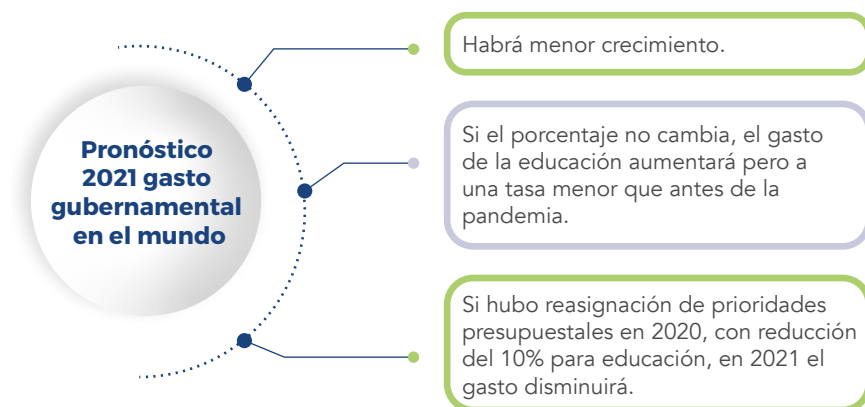 Pronóstico
2021 gasto
gubernamental
en el mundo
Habrá menor crecimiento.
Si el porcentaje no cambia, el gasto
de la educación aumentará pero a
una tasa menor que antes de la
pandemia.
Si hubo reasignación de prioridades
presupuestales en 2020, con reducción
del 10% para educación, en 2021 el
gasto disminuirá.